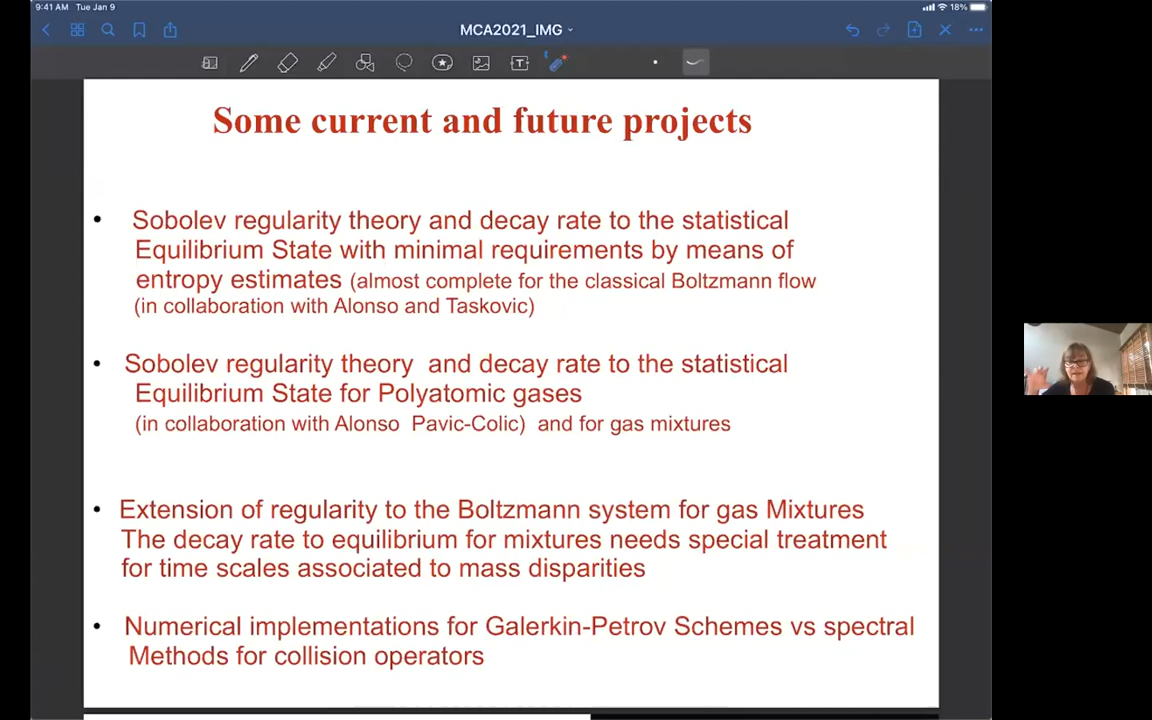 9:41 AM Tue Jan 9
18%
MCA2021_IMG
Some current and future projects
• Sobolev regularity theory and decay rate to the statistical
Equilibrium State with minimal requirements by means of
entropy estimates (almost complete for the classical Boltzmann flow
(in collaboration with Alonso and Taskovic)
• Sobolev regularity theory and decay rate to the statistical
Equilibrium State for Polyatomic gases
(in collaboration with Alonso Pavic-Colic) and for gas mixtures
• Extension of regularity to the Boltzmann system for gas Mixtures
The decay rate to equilibrium for mixtures needs special treatment
for time scales associated to mass disparities
• Numerical implementations for Galerkin-Petrov Schemes vs spectral
Methods for collision operators